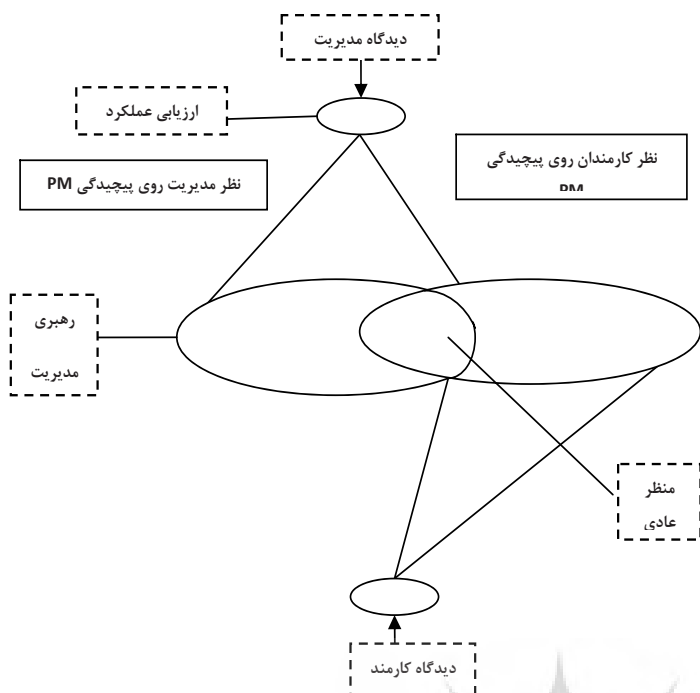 دیدگاه مدیریت
ارزیابی عملکرد
نظر کارمندان روی پیچیدگی
PM
نظر مدیریت روی پیچیدگی PM
رهبری
مدیریت
منظر
عادی
دیدگاه کارمند